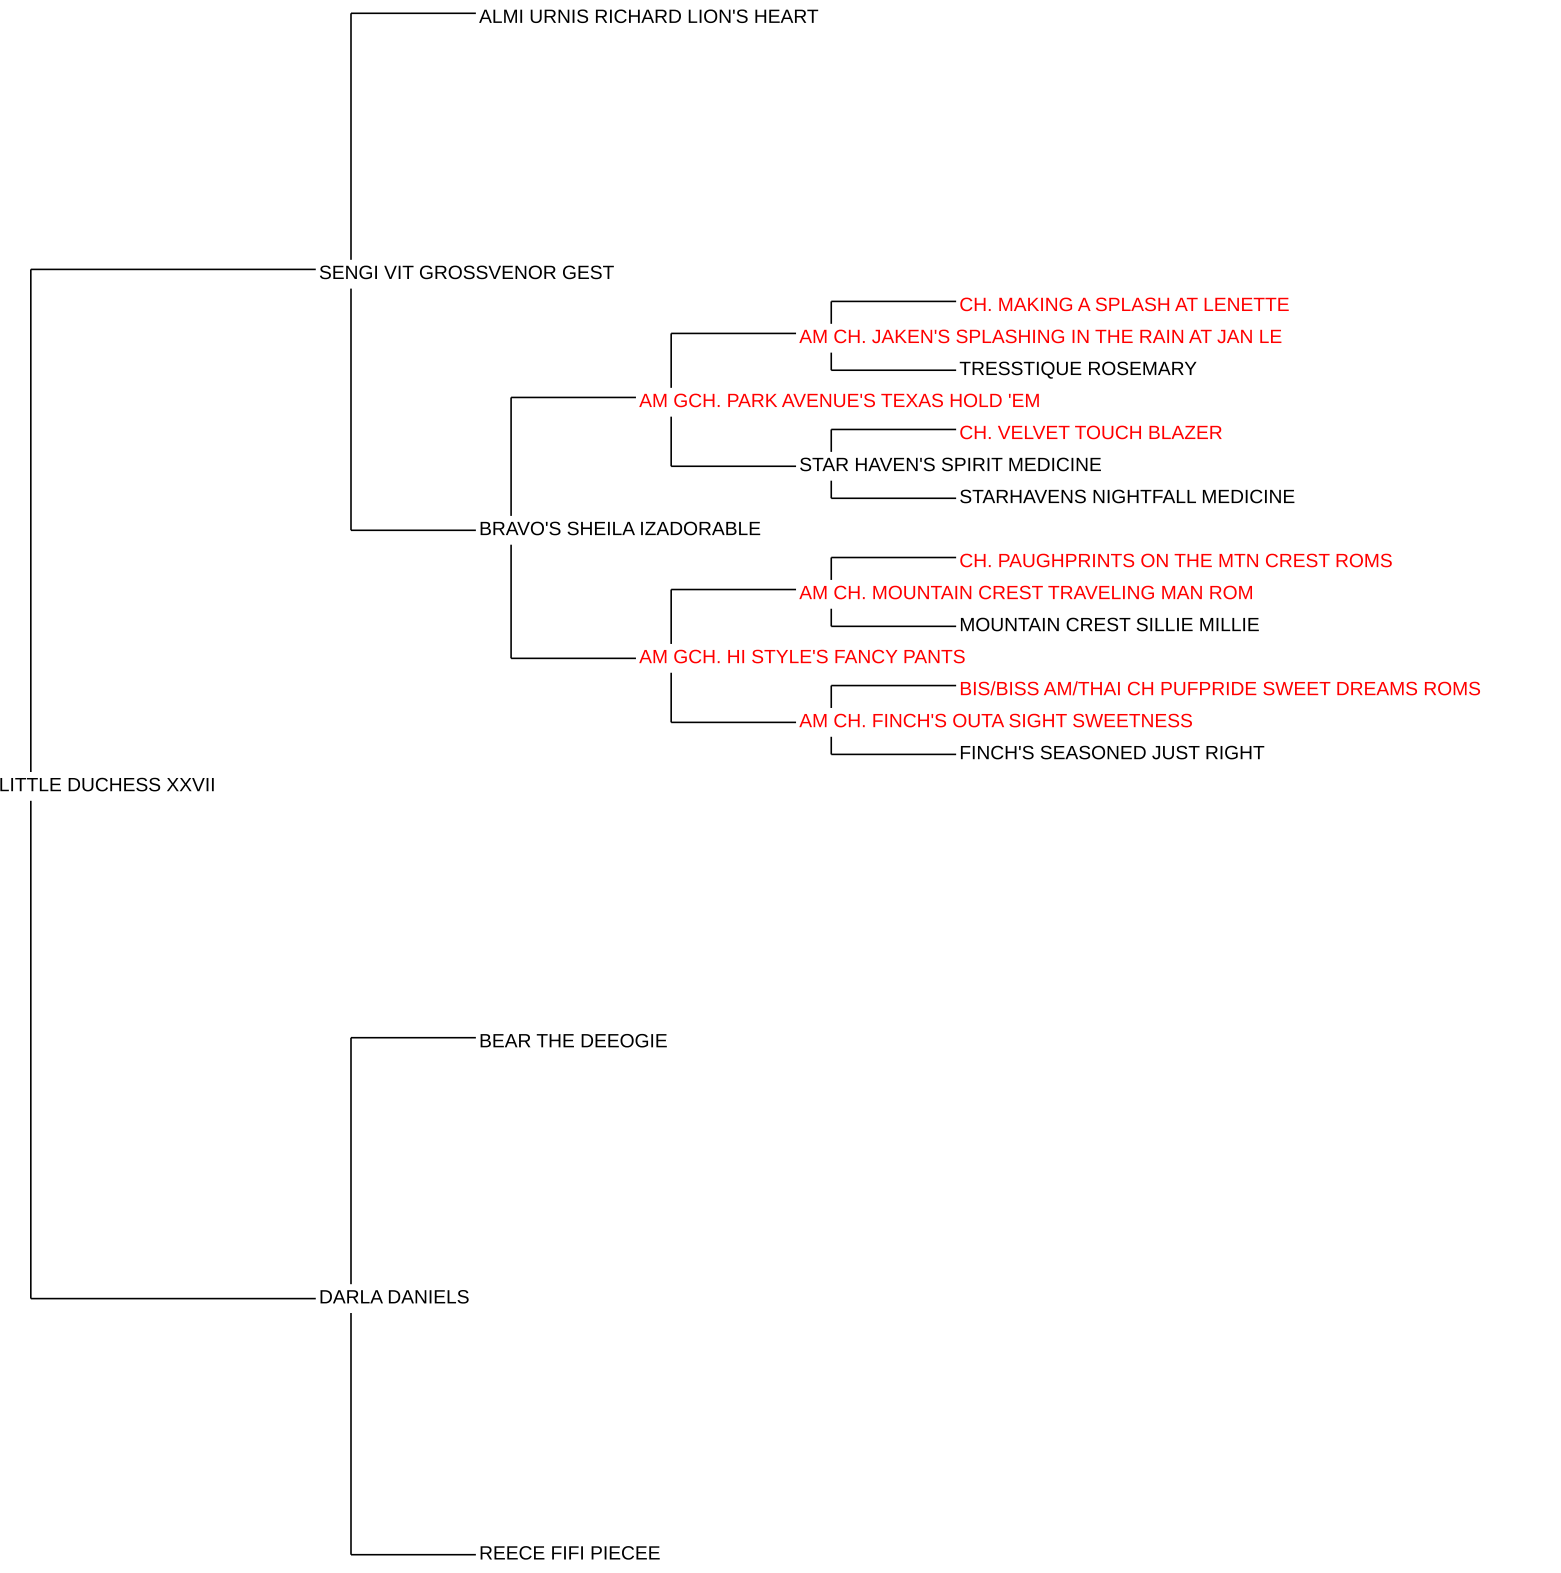 ALMI URNIS RICHARD LION'S HEART
SENGI VIT GROSSVENOR GEST
CH. MAKING A SPLASH AT LENETTE
AM CH. JAKEN'S SPLASHING IN THE RAIN AT JAN LE
TRESSTIQUE ROSEMARY
AM GCH. PARK AVENUE'S TEXAS HOLD 'EM
CH. VELVET TOUCH BLAZER
STAR HAVEN'S SPIRIT MEDICINE
STARHAVENS NIGHTFALL MEDICINE
BRAVO'S SHEILA IZADORABLE
CH. PAUGHPRINTS ON THE MTN CREST ROMS
AM CH. MOUNTAIN CREST TRAVELING MAN ROM
MOUNTAIN CREST SILLIE MILLIE
AM GCH. HI STYLE'S FANCY PANTS
BIS/BISS AM/THAI CH PUFPRIDE SWEET DREAMS ROMS
AM CH. FINCH'S OUTA SIGHT SWEETNESS
FINCH'S SEASONED JUST RIGHT
LITTLE DUCHESS XXVII
BEAR THE DEEOGIE
DARLA DANIELS
REECE FIFI PIECEE